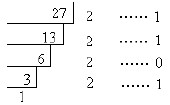 27 2 …… 1
13 2 …… 1
6 2 …… 0
3 2 …… 1
1